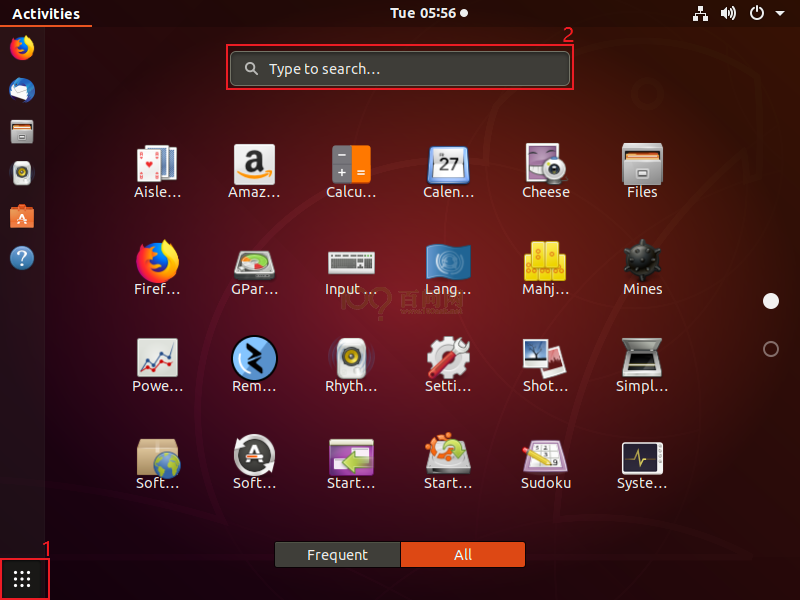 Activities
Tue 05:56
2
Type to search…
27
Aisle…
Amaz…
Calcu…
Calen…
Cheese
Files
Firef…
GPar…
Input …
Lang…
Mahj…
Mines
Powe…
Rem…
Rhyth…
Setti…
Shot…
Simpl…
Soft…
Soft…
Start…
Start…
Sudoku
Syste…
1
Frequent
All